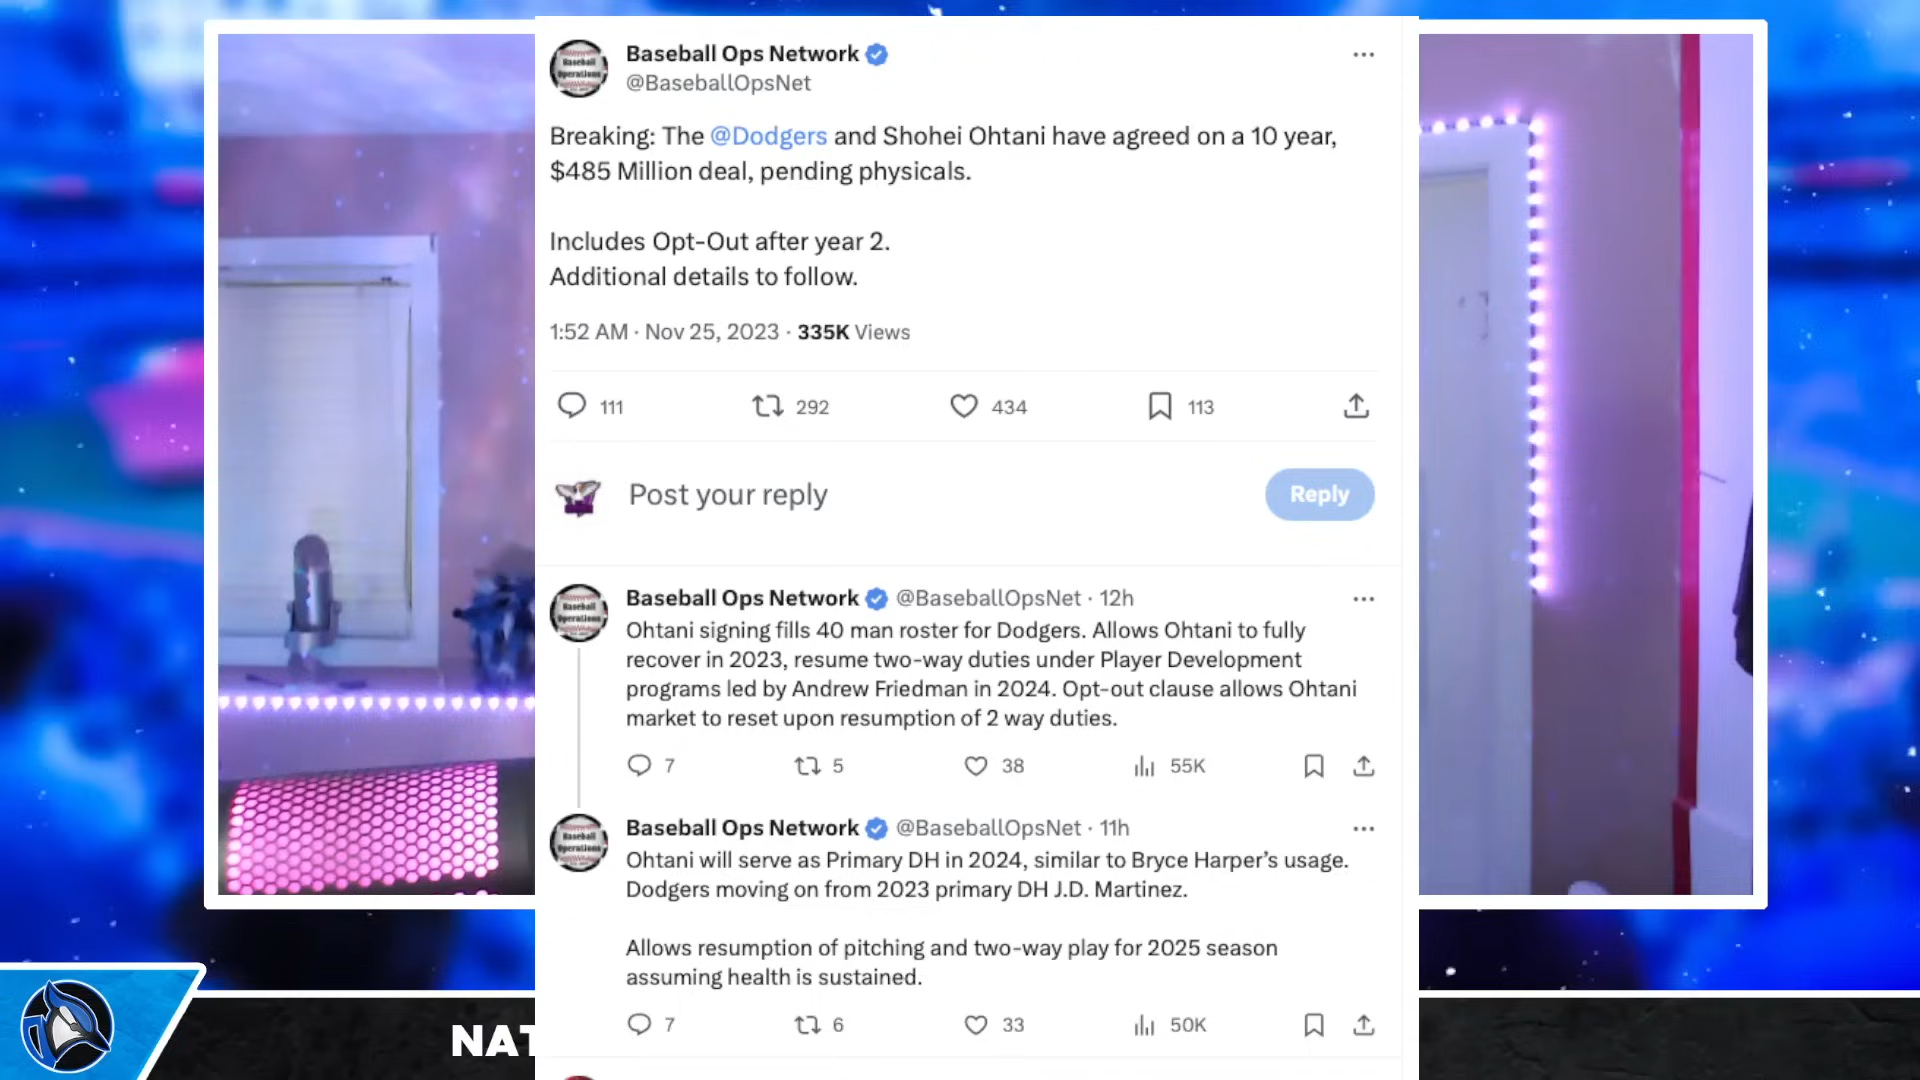 Baseball Ops Network
@BaseballOpsNet
Breaking: The @Dodgers and Shohei Ohtani have agreed on a 10 year,
$485 Million deal, pending physicals.
Includes Opt-Out after year 2.
Additional details to follow.
1:52 AM · Nov 25, 2023 · 335K Views
111 292 434 113
Post your reply
Reply
Baseball Ops Network @BaseballOpsNet · 12h
Ohtani signing fills 40 man roster for Dodgers. Allows Ohtani to fully
recover in 2023, resume two-way duties under Player Development
programs led by Andrew Friedman in 2024. Opt-out clause allows Ohtani
market to reset upon resumption of 2 way duties.
7 5 38 55K
Baseball Ops Network @BaseballOpsNet · 11h
Ohtani will serve as Primary DH in 2024, similar to Bryce Harper’s usage.
Dodgers moving on from 2023 primary DH J.D. Martinez.
Allows resumption of pitching and two-way play for 2025 season
assuming health is sustained.
7 6 33 50K